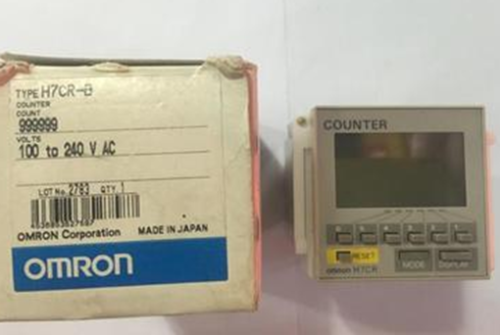 TYPE H7CR-B
COUNTER
COUNT
999999
VOLTS
100 to 240 V AC
LOT No. 2783 QTY. 1
OMRON Corporation MADE IN JAPAN
OMRON
COUNTER
RESET
omron H7CR
MODE
DISPLAY